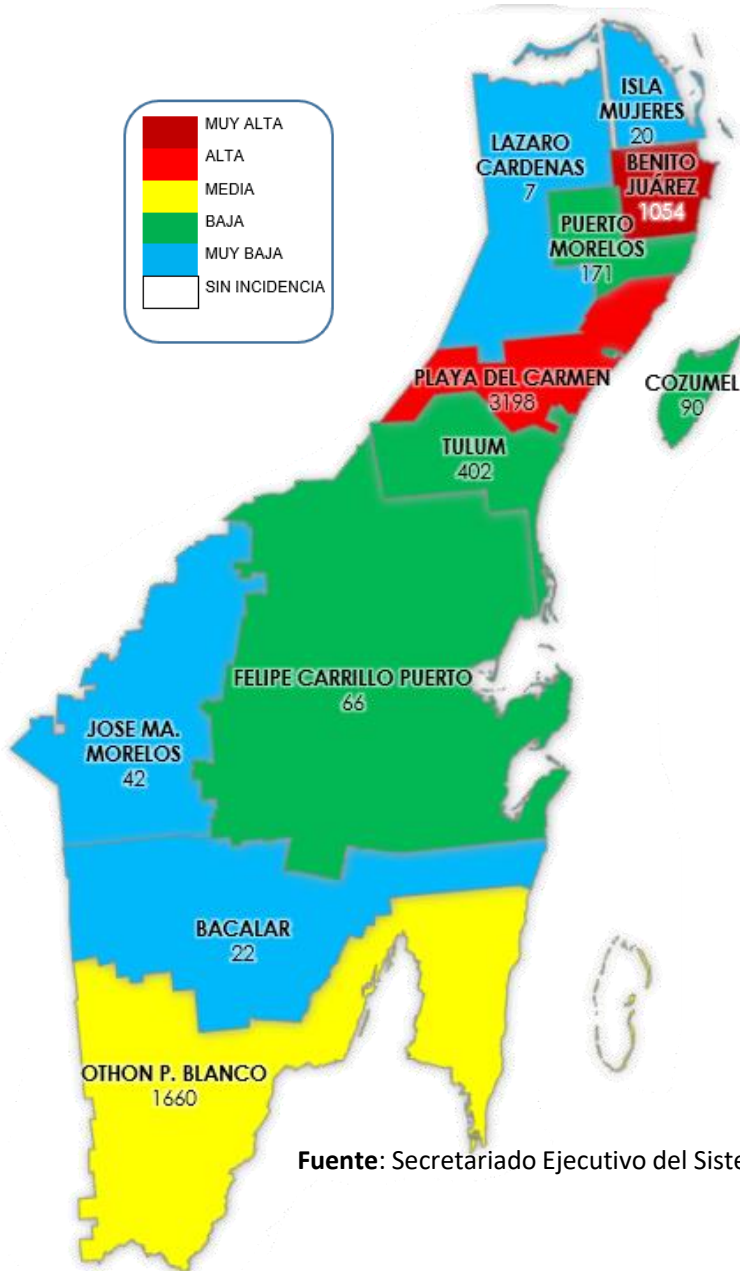 MUY ALTA
ALTA
MEDIA
BAJA
MUY BAJA
SIN INCIDENCIA
ISLA
MUJERES
20
LAZARO
CARDENAS
7
BENITO
JUÁREZ
1054
PUERTO
MORELOS
171
PLAYA DEL CARMEN
3198
COZUMEL
90
TULUM
402
FELIPE CARRILLO PUERTO
66
JOSE MA.
MORELOS
42
BACALAR
22
OTHON P. BLANCO
1660
Fuente: Secretariado Ejecutivo del Siste